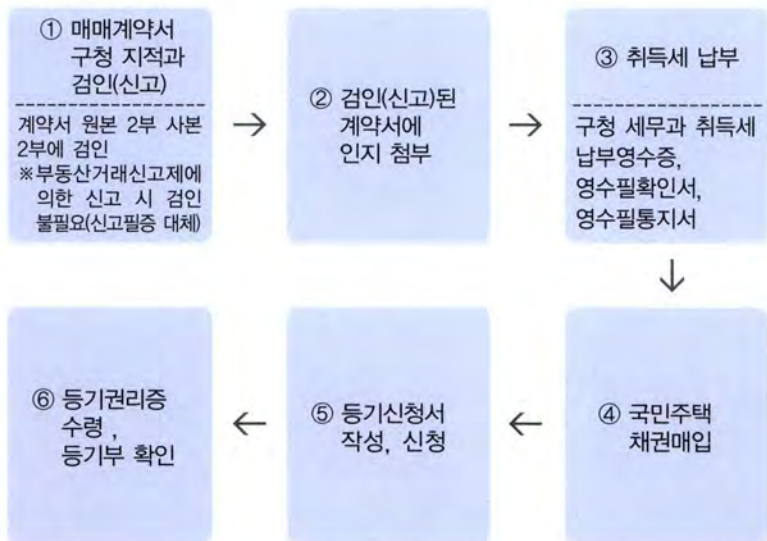 ① 매매계약서
구청 지적과
검인(신고)
계약서 원본 2부 사본
2부에 검인
※부동산거래신고제에
의한 신고 시 검인
불필요(신고필증 대체)
→
② 검인(신고)된
계약서에
인지 첨부
→
③ 취득세 납부
구청 세무과 취득세
납부영수증,
영수필확인서,
영수필통지서
↓
④ 국민주택
채권매입
←
⑤ 등기신청서
작성, 신청
←
⑥ 등기권리증
수령 ,
등기부 확인